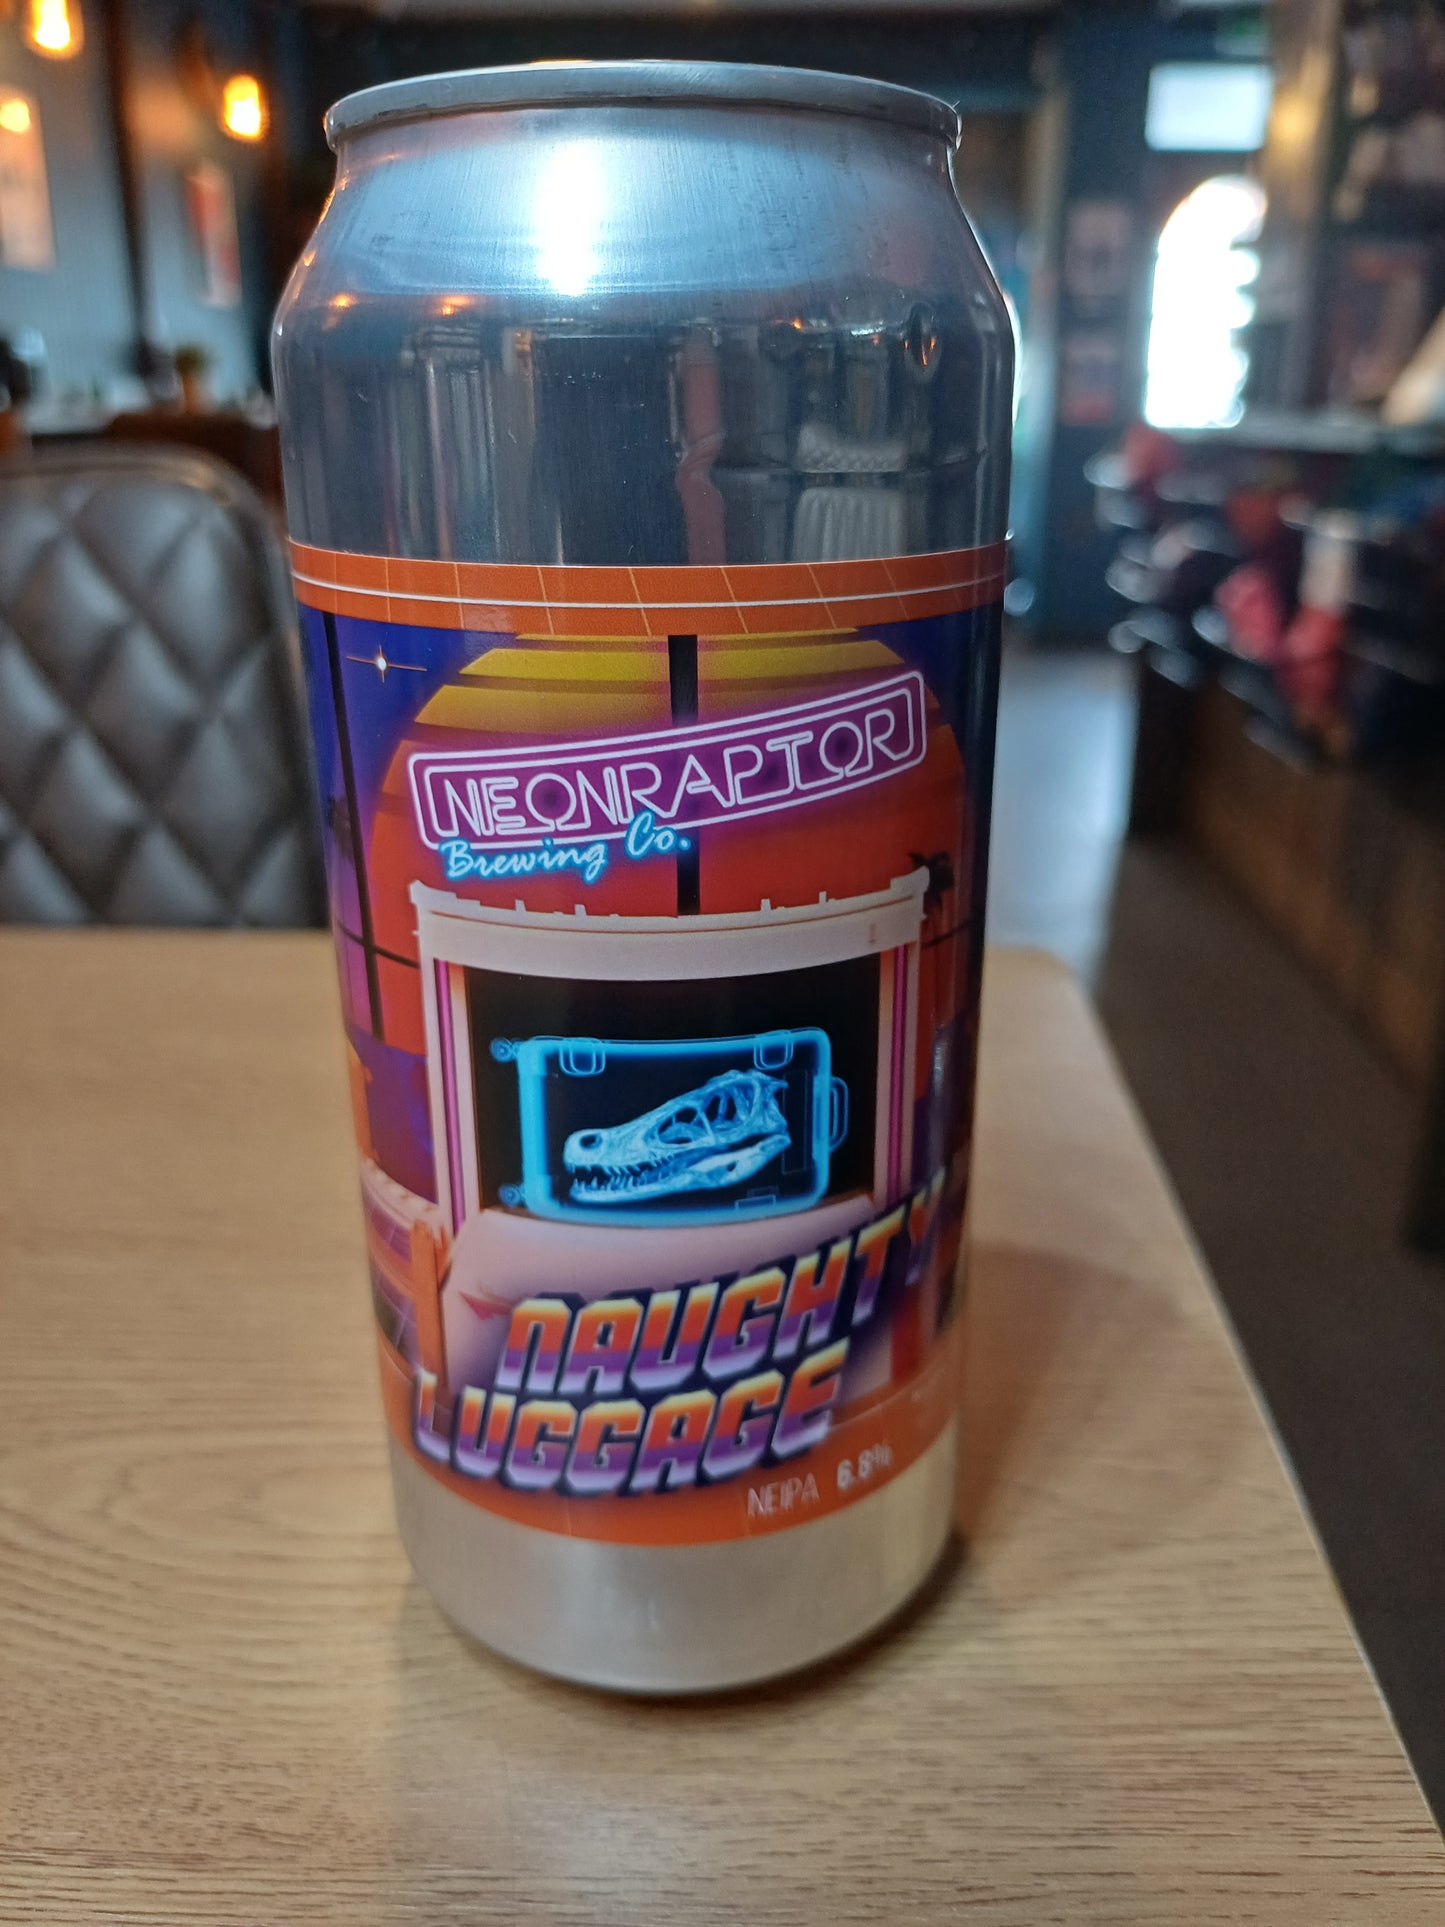 NEONRAPTOR
Brewing Co.
NAUGHTY
LUGGAGE
NEIPA 6.8%